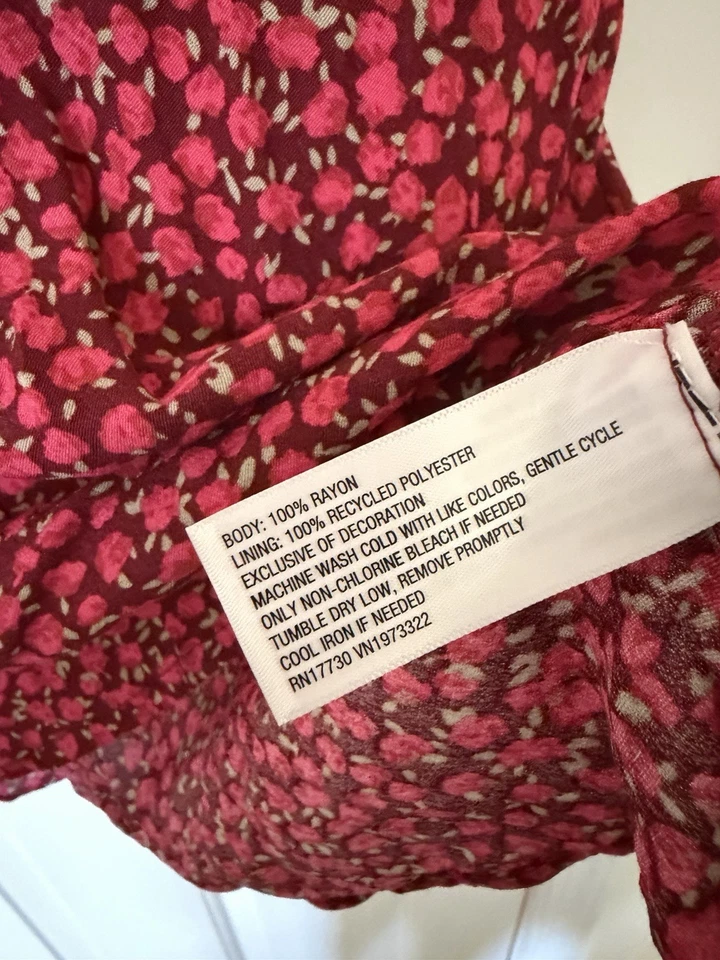 BODY: 100% RAYON
LINING: 100% RECYCLED POLYESTER
EXCLUSIVE OF DECORATION
MACHINE WASH COLD WITH LIKE COLORS, GENTLE CYCLE
ONLY NON-CHLORINE BLEACH IF NEEDED
TUMBLE DRY LOW, REMOVE PROMPTLY
COOL IRON IF NEEDED
RN17730 VN1973322